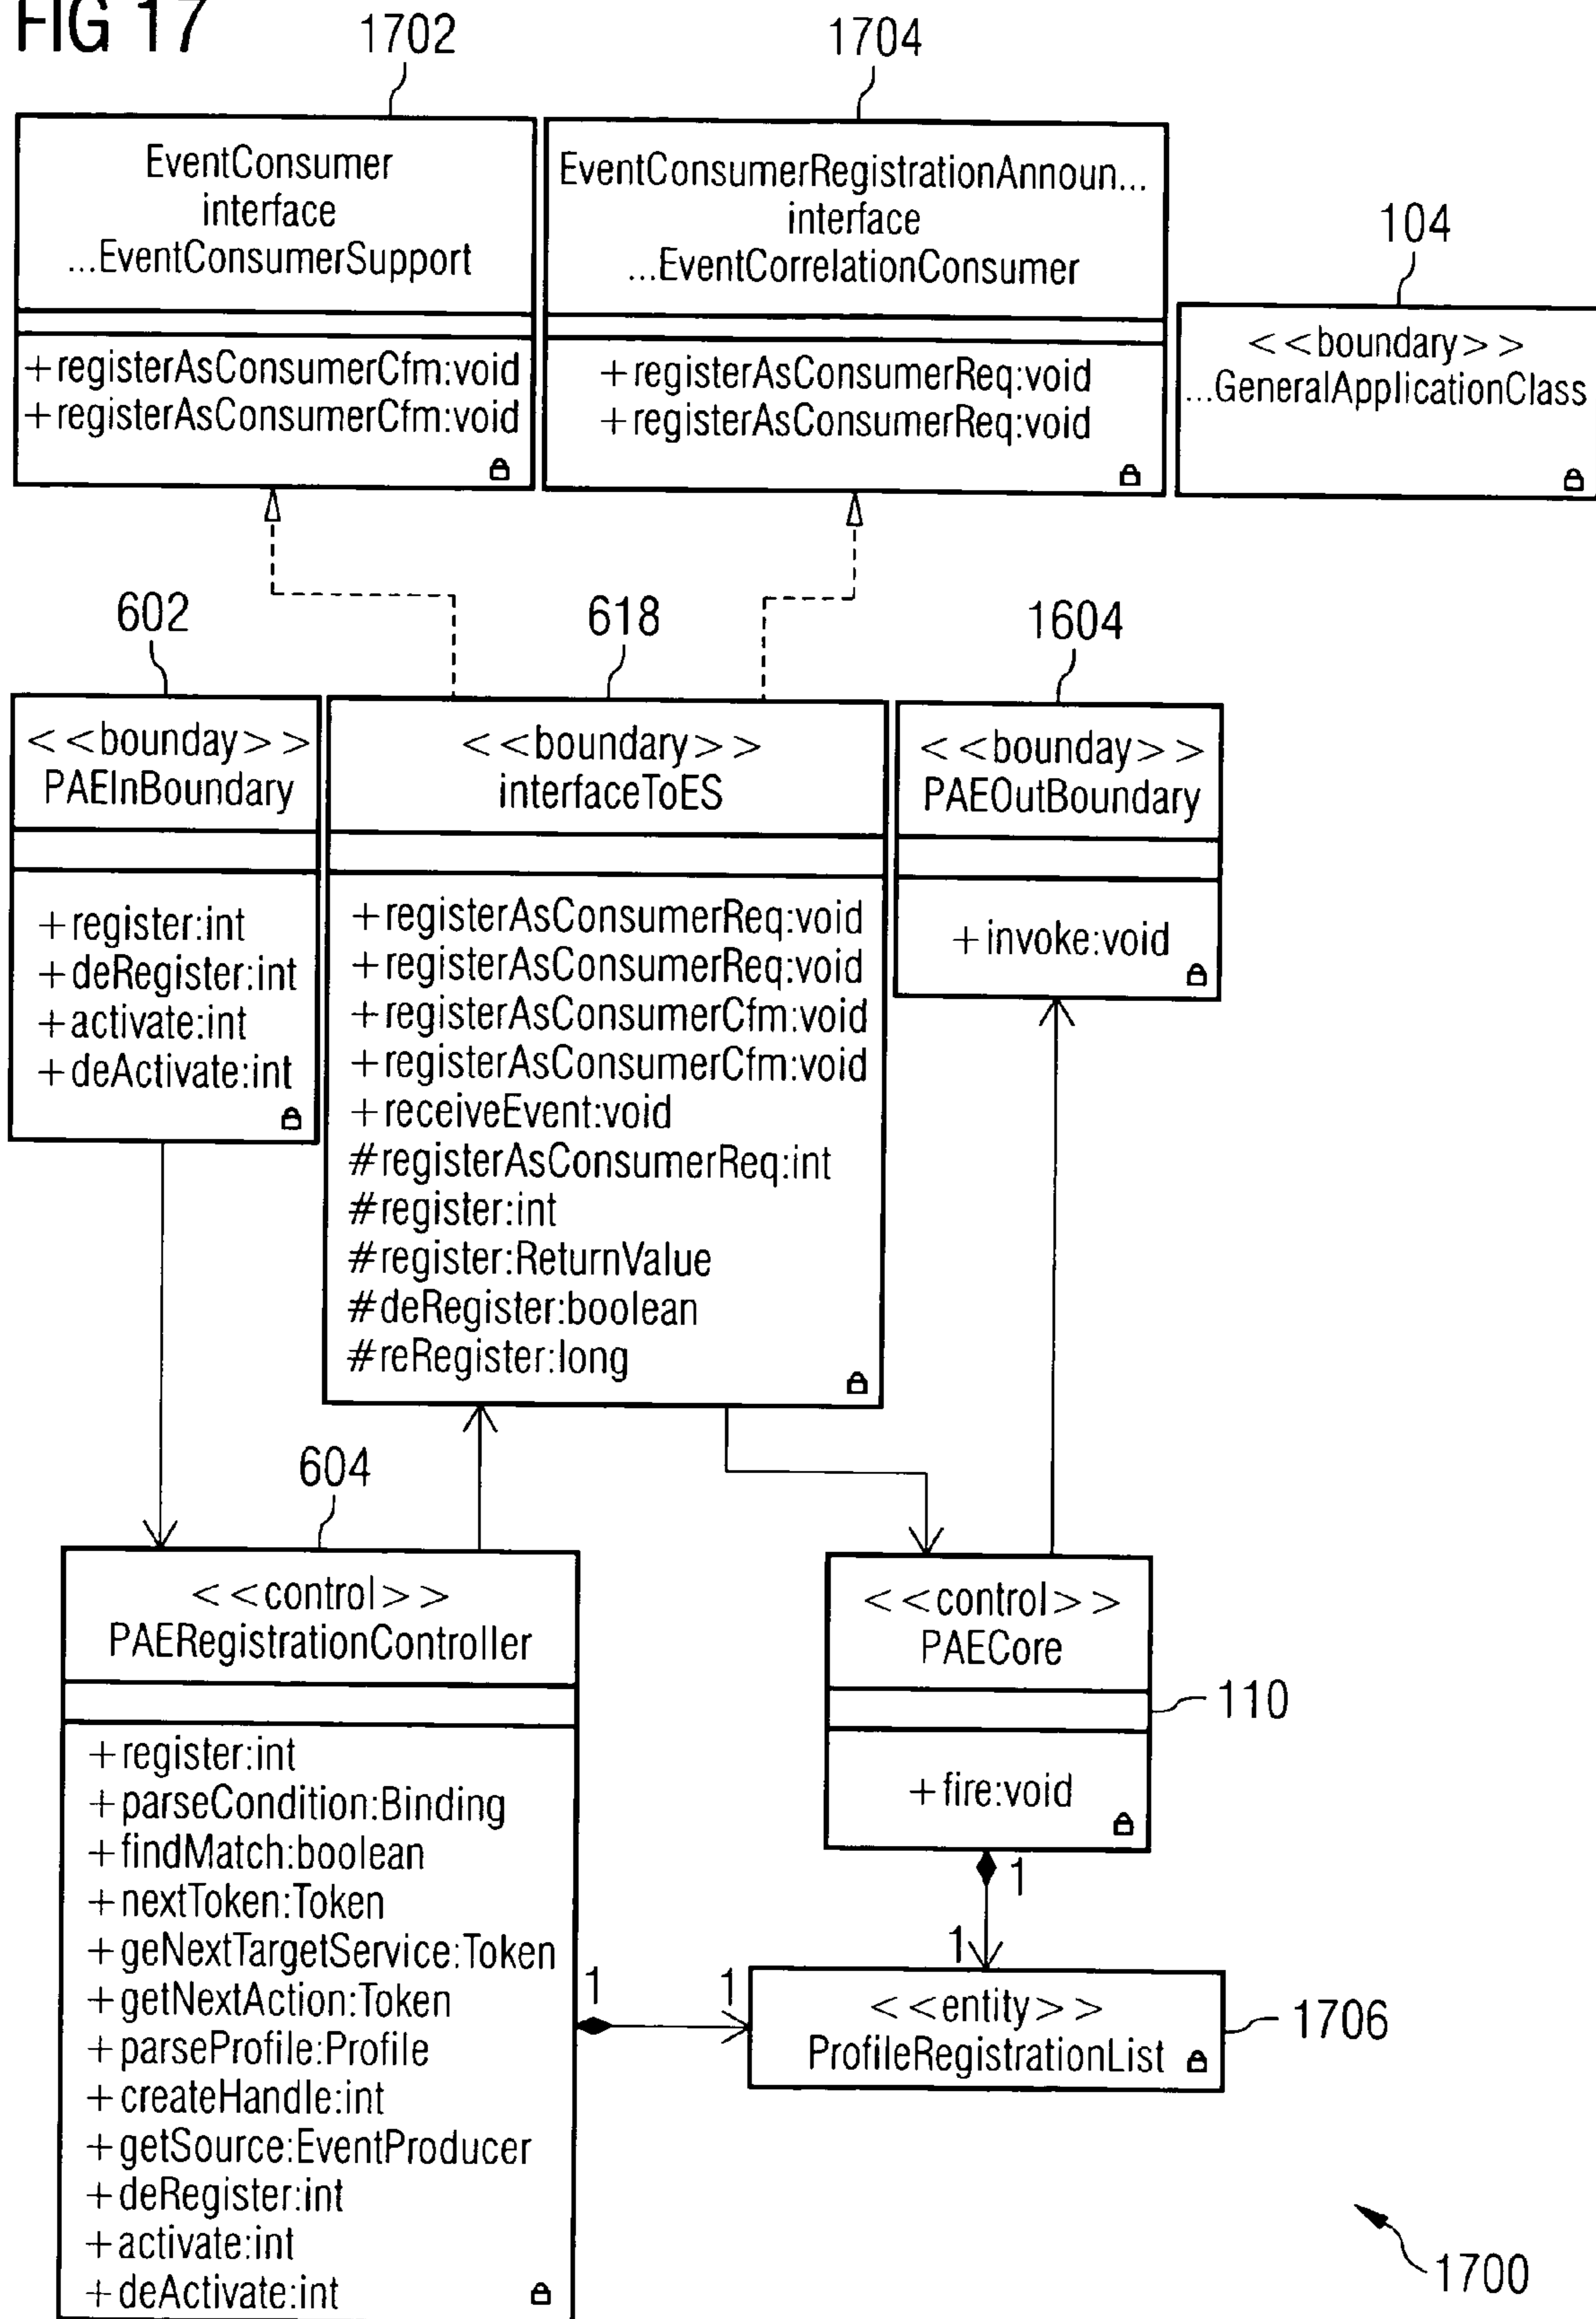 FIG 17
1702
1704
EventConsumer
interface
...EventConsumerSupport
+registerAsConsumerCfm:void
+registerAsConsumerCfm:void
EventConsumerRegistrationAnnoun...
interface
...EventCorrelationConsumer
+registerAsConsumerReq:void
+registerAsConsumerReq:void
104
<<boundary>>
...GeneralApplicationClass
602
<<bounday>>
PAEInBoundary
+register:int
+deRegister:int
+activate:int
+deActivate:int
618
<<boundary>>
interfaceToES
+registerAsConsumerReq:void
+registerAsConsumerReq:void
+registerAsConsumerCfm:void
+registerAsConsumerCfm:void
+receiveEvent:void
#registerAsConsumerReq:int
#register:int
#register:ReturnValue
#deRegister:boolean
#reRegister:long
1604
<<bounday>>
PAEOutBoundary
+invoke:void
604
<<control>>
PAERegistrationController
+register:int
+parseCondition:Binding
+findMatch:boolean
+nextToken:Token
+geNextTargetService:Token
+getNextAction:Token
+parseProfile:Profile
+createHandle:int
+getSource:EventProducer
+deRegister:int
+activate:int
+deActivate:int
<<control>>
PAECore
110
+fire:void
1
1
1
1
<<entity>>
ProfileRegistrationList
1706
1700